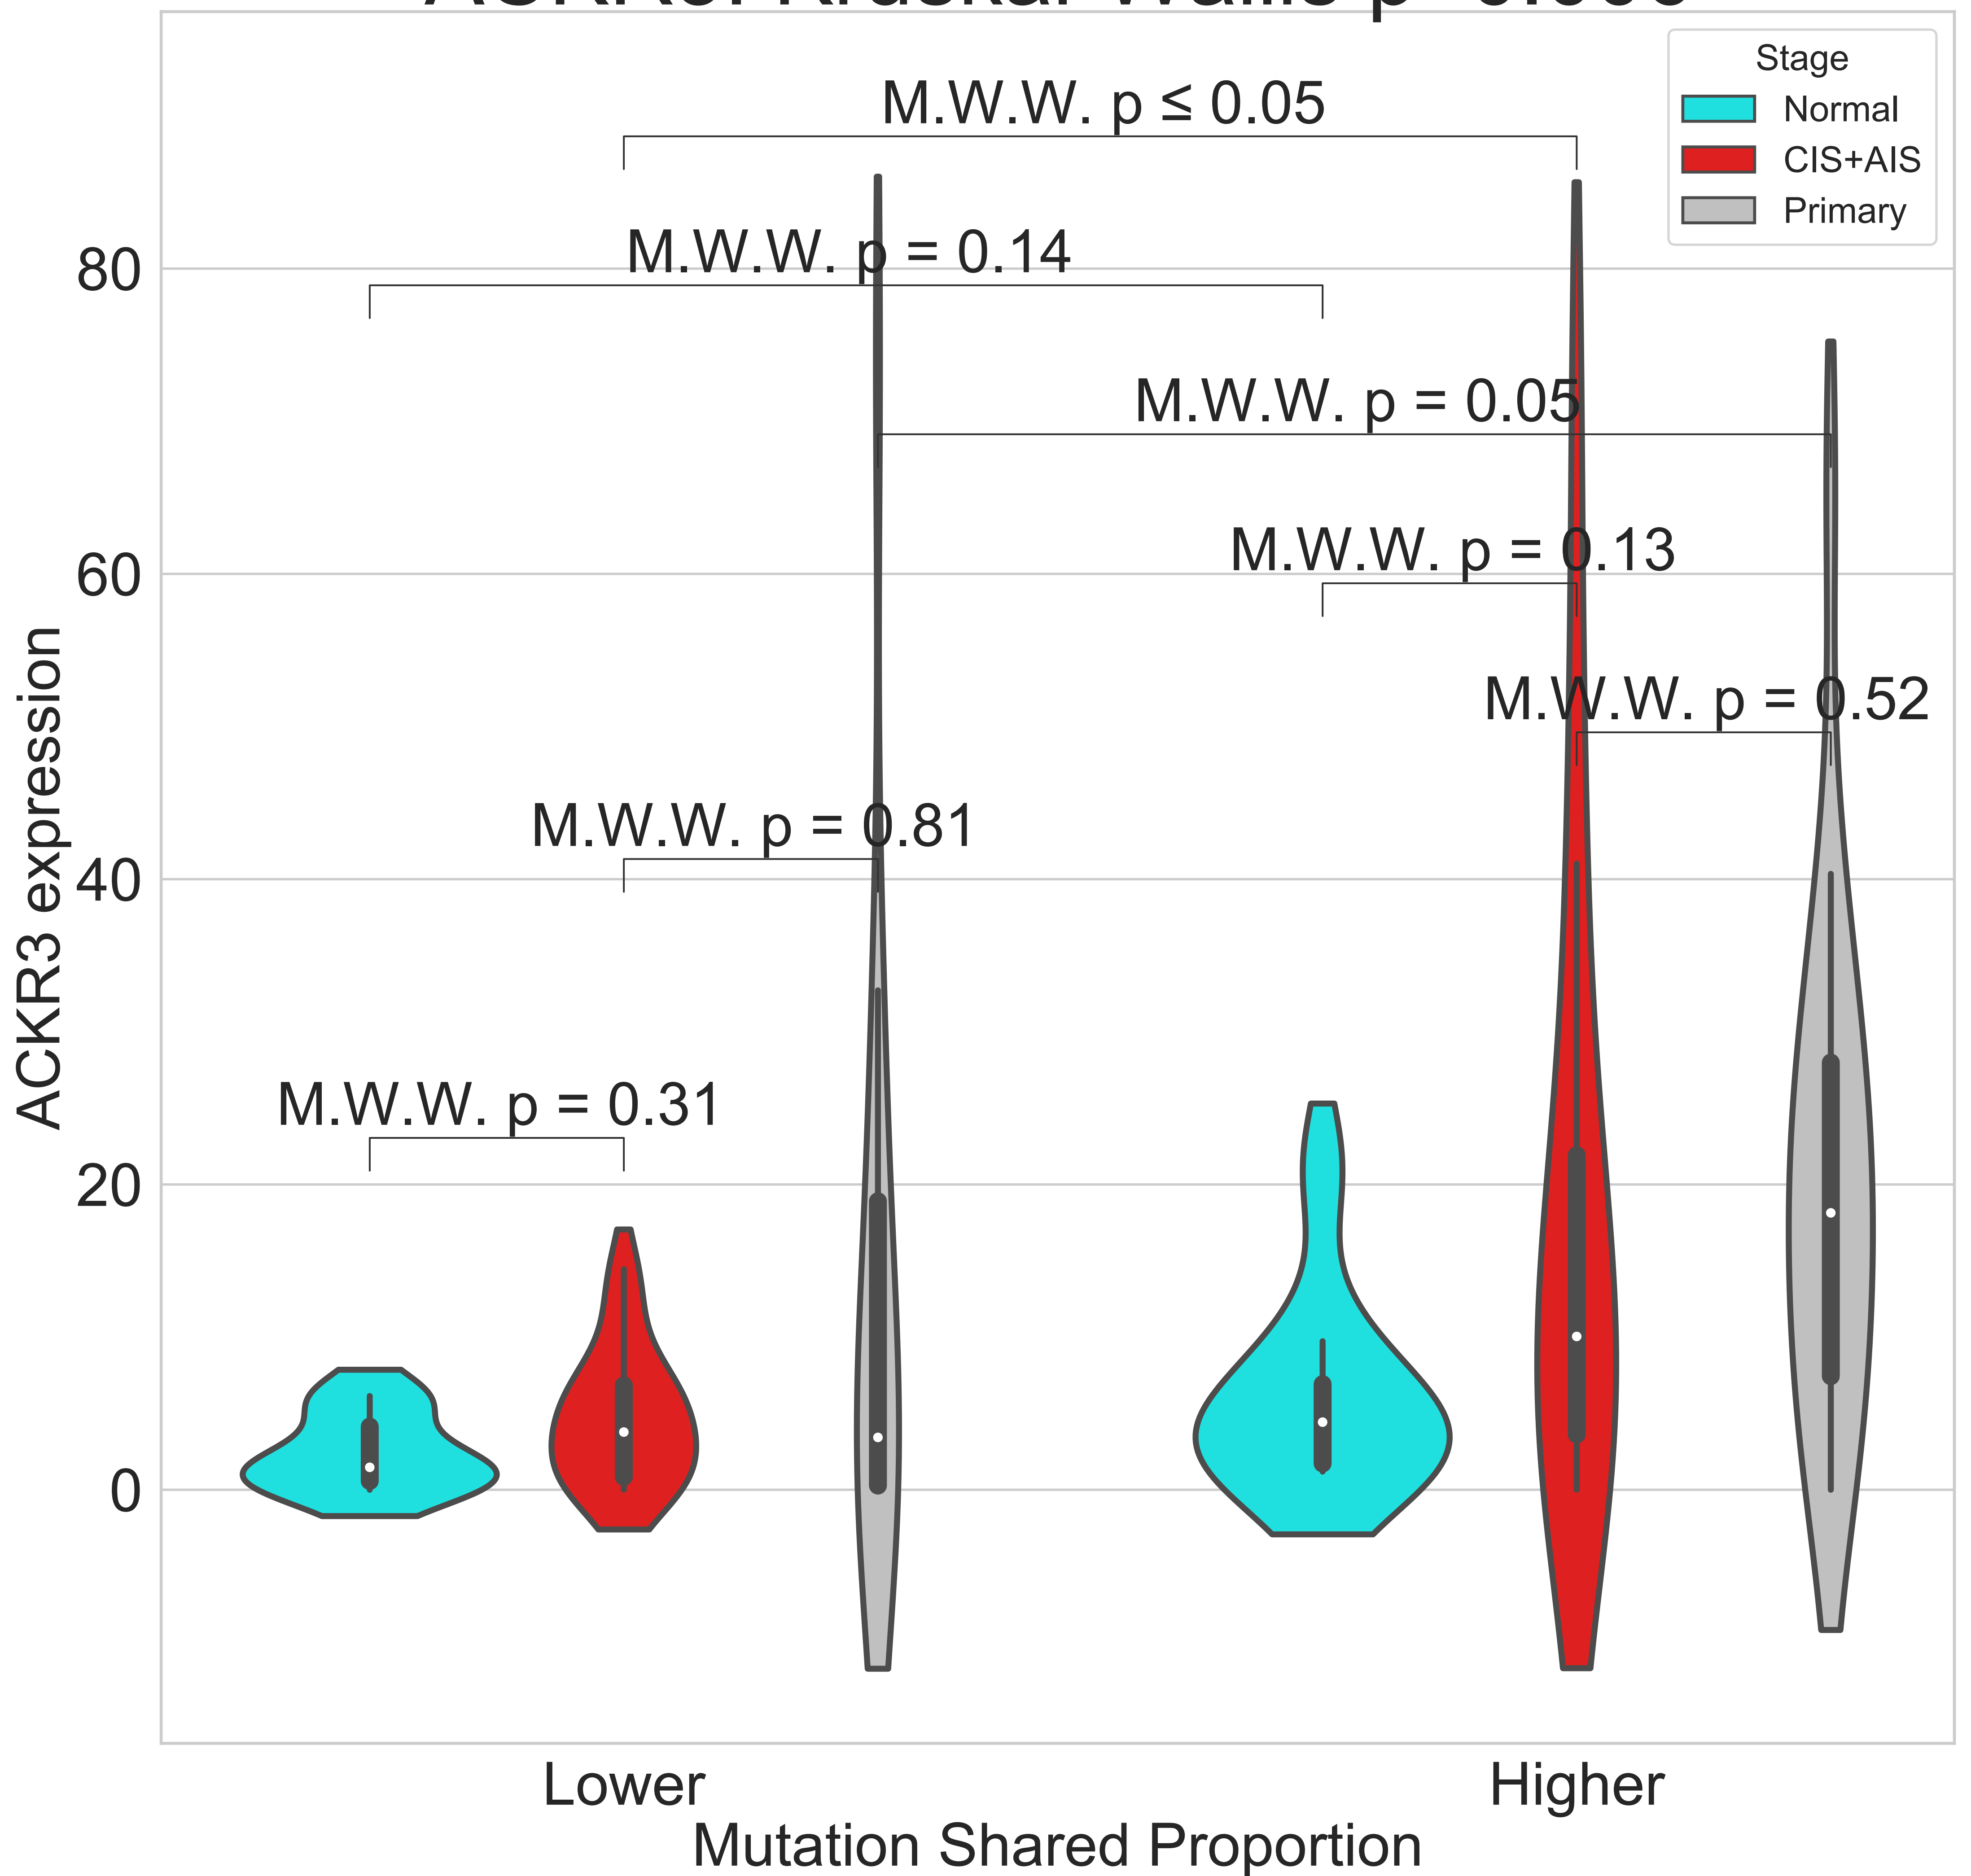 Stage
Normal
CIS+AIS
Primary
M.W.W. p ≤ 0.05
M.W.W. p = 0.14
M.W.W. p = 0.05
M.W.W. p = 0.13
M.W.W. p = 0.52
M.W.W. p = 0.81
M.W.W. p = 0.31
80
60
40
20
0
ACKR3 expression
Lower
Higher
Mutation Shared Proportion